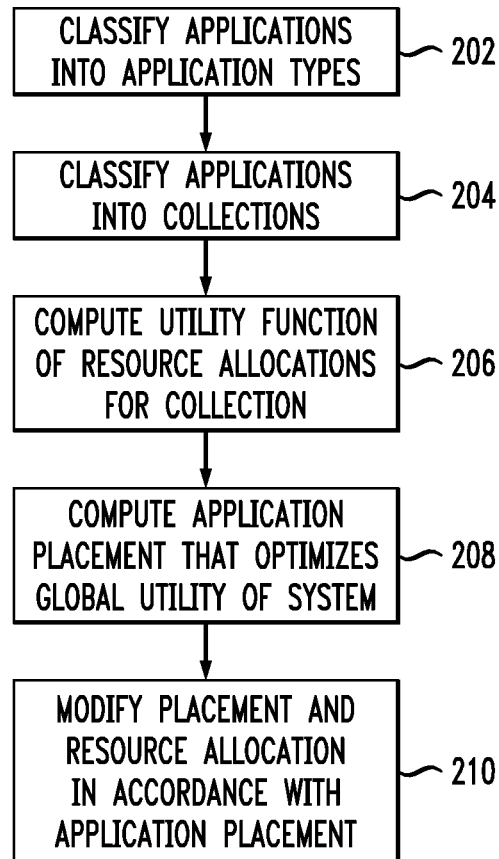 CLASSIFY APPLICATIONS
INTO APPLICATION TYPES
202
CLASSIFY APPLICATIONS
INTO COLLECTIONS
204
COMPUTE UTILITY FUNCTION
OF RESOURCE ALLOCATIONS
FOR COLLECTION
206
COMPUTE APPLICATION
PLACEMENT THAT OPTIMIZES
GLOBAL UTILITY OF SYSTEM
208
MODIFY PLACEMENT AND
RESOURCE ALLOCATION
IN ACCORDANCE WITH
APPLICATION PLACEMENT
210